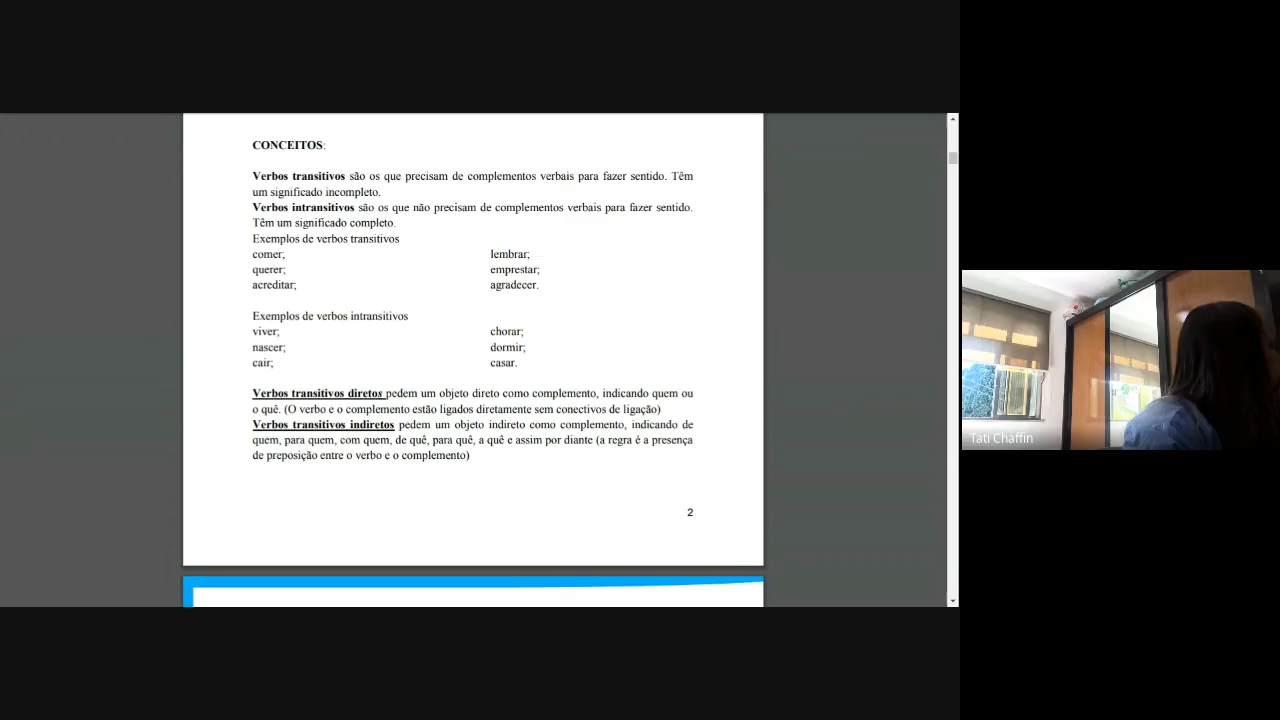 CONCEITOS:
Verbos transitivos são os que precisam de complementos verbais para fazer sentido. Têm
um significado incompleto.
Verbos intransitivos são os que não precisam de complementos verbais para fazer sentido.
Têm um significado completo.
Exemplos de verbos transitivos
comer; lembrar;
querer; emprestar;
acreditar; agradecer.
Exemplos de verbos intransitivos
viver; chorar;
nascer; dormir;
cair; casar.
Verbos transitivos diretos pedem um objeto direto como complemento, indicando quem ou
o quê. (O verbo e o complemento estão ligados diretamente sem conectivos de ligação)
Verbos transitivos indiretos pedem um objeto indireto como complemento, indicando de
quem, para quem, com quem, de quê, para quê, a quê e assim por diante (a regra é a presença
de preposição entre o verbo e o complemento)
2
Tati Chaffin